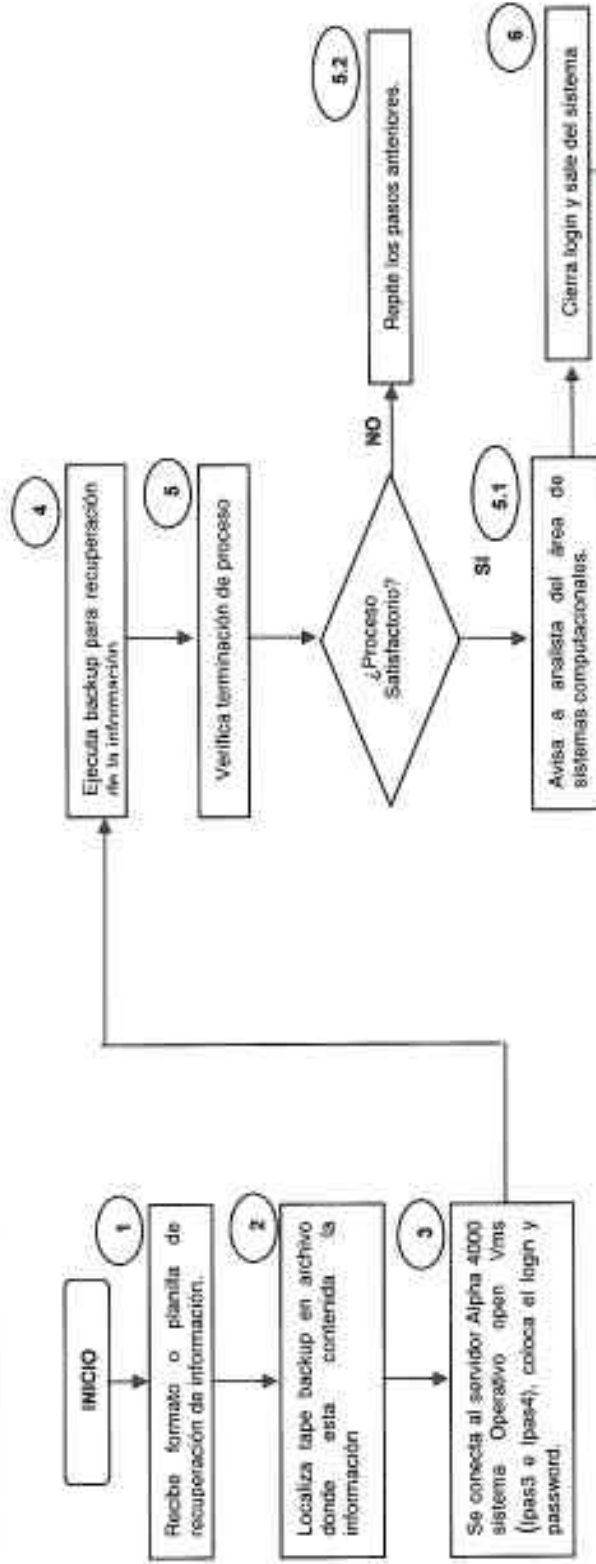 INICIO
1
Recibe formato o planilla de
recuperación de información.
2
Localiza tape backup en archivo
donde esta contenida la
información
3
Se conecta al servidor Alpha 4000
sistema Operativo open Vms
(Ipas3 e Ipas4), coloca el login y
password.
4
Ejecuta backup para recuperación
de la información
5
Verifica terminación de proceso
¿Proceso
Satisfactorio?
NO
5.2
Repite los pasos anteriores.
SI
5.1
Avisa a analista del área de
sistemas computacionales.
6
Cierra login y sale del sistema